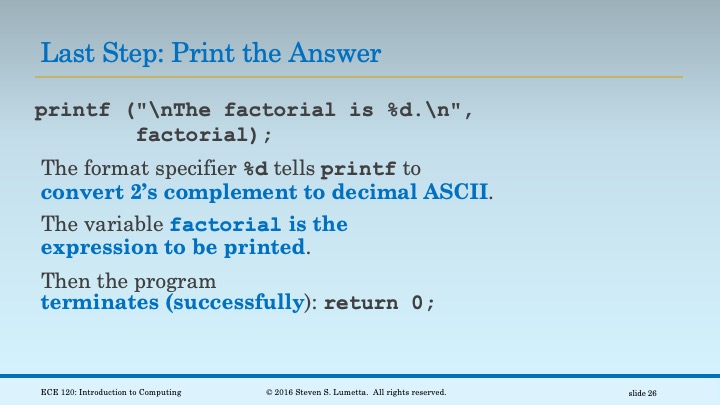 Last Step: Print the Answer
printf ("\nThe factorial is %d.\n",
factorial);
The format specifier %d tells printf to
convert 2’s complement to decimal ASCII.
The variable factorial is the
expression to be printed.
Then the program
terminates (successfully): return 0;
ECE 120: Introduction to Computing
© 2016 Steven S. Lumetta. All rights reserved.
slide 26